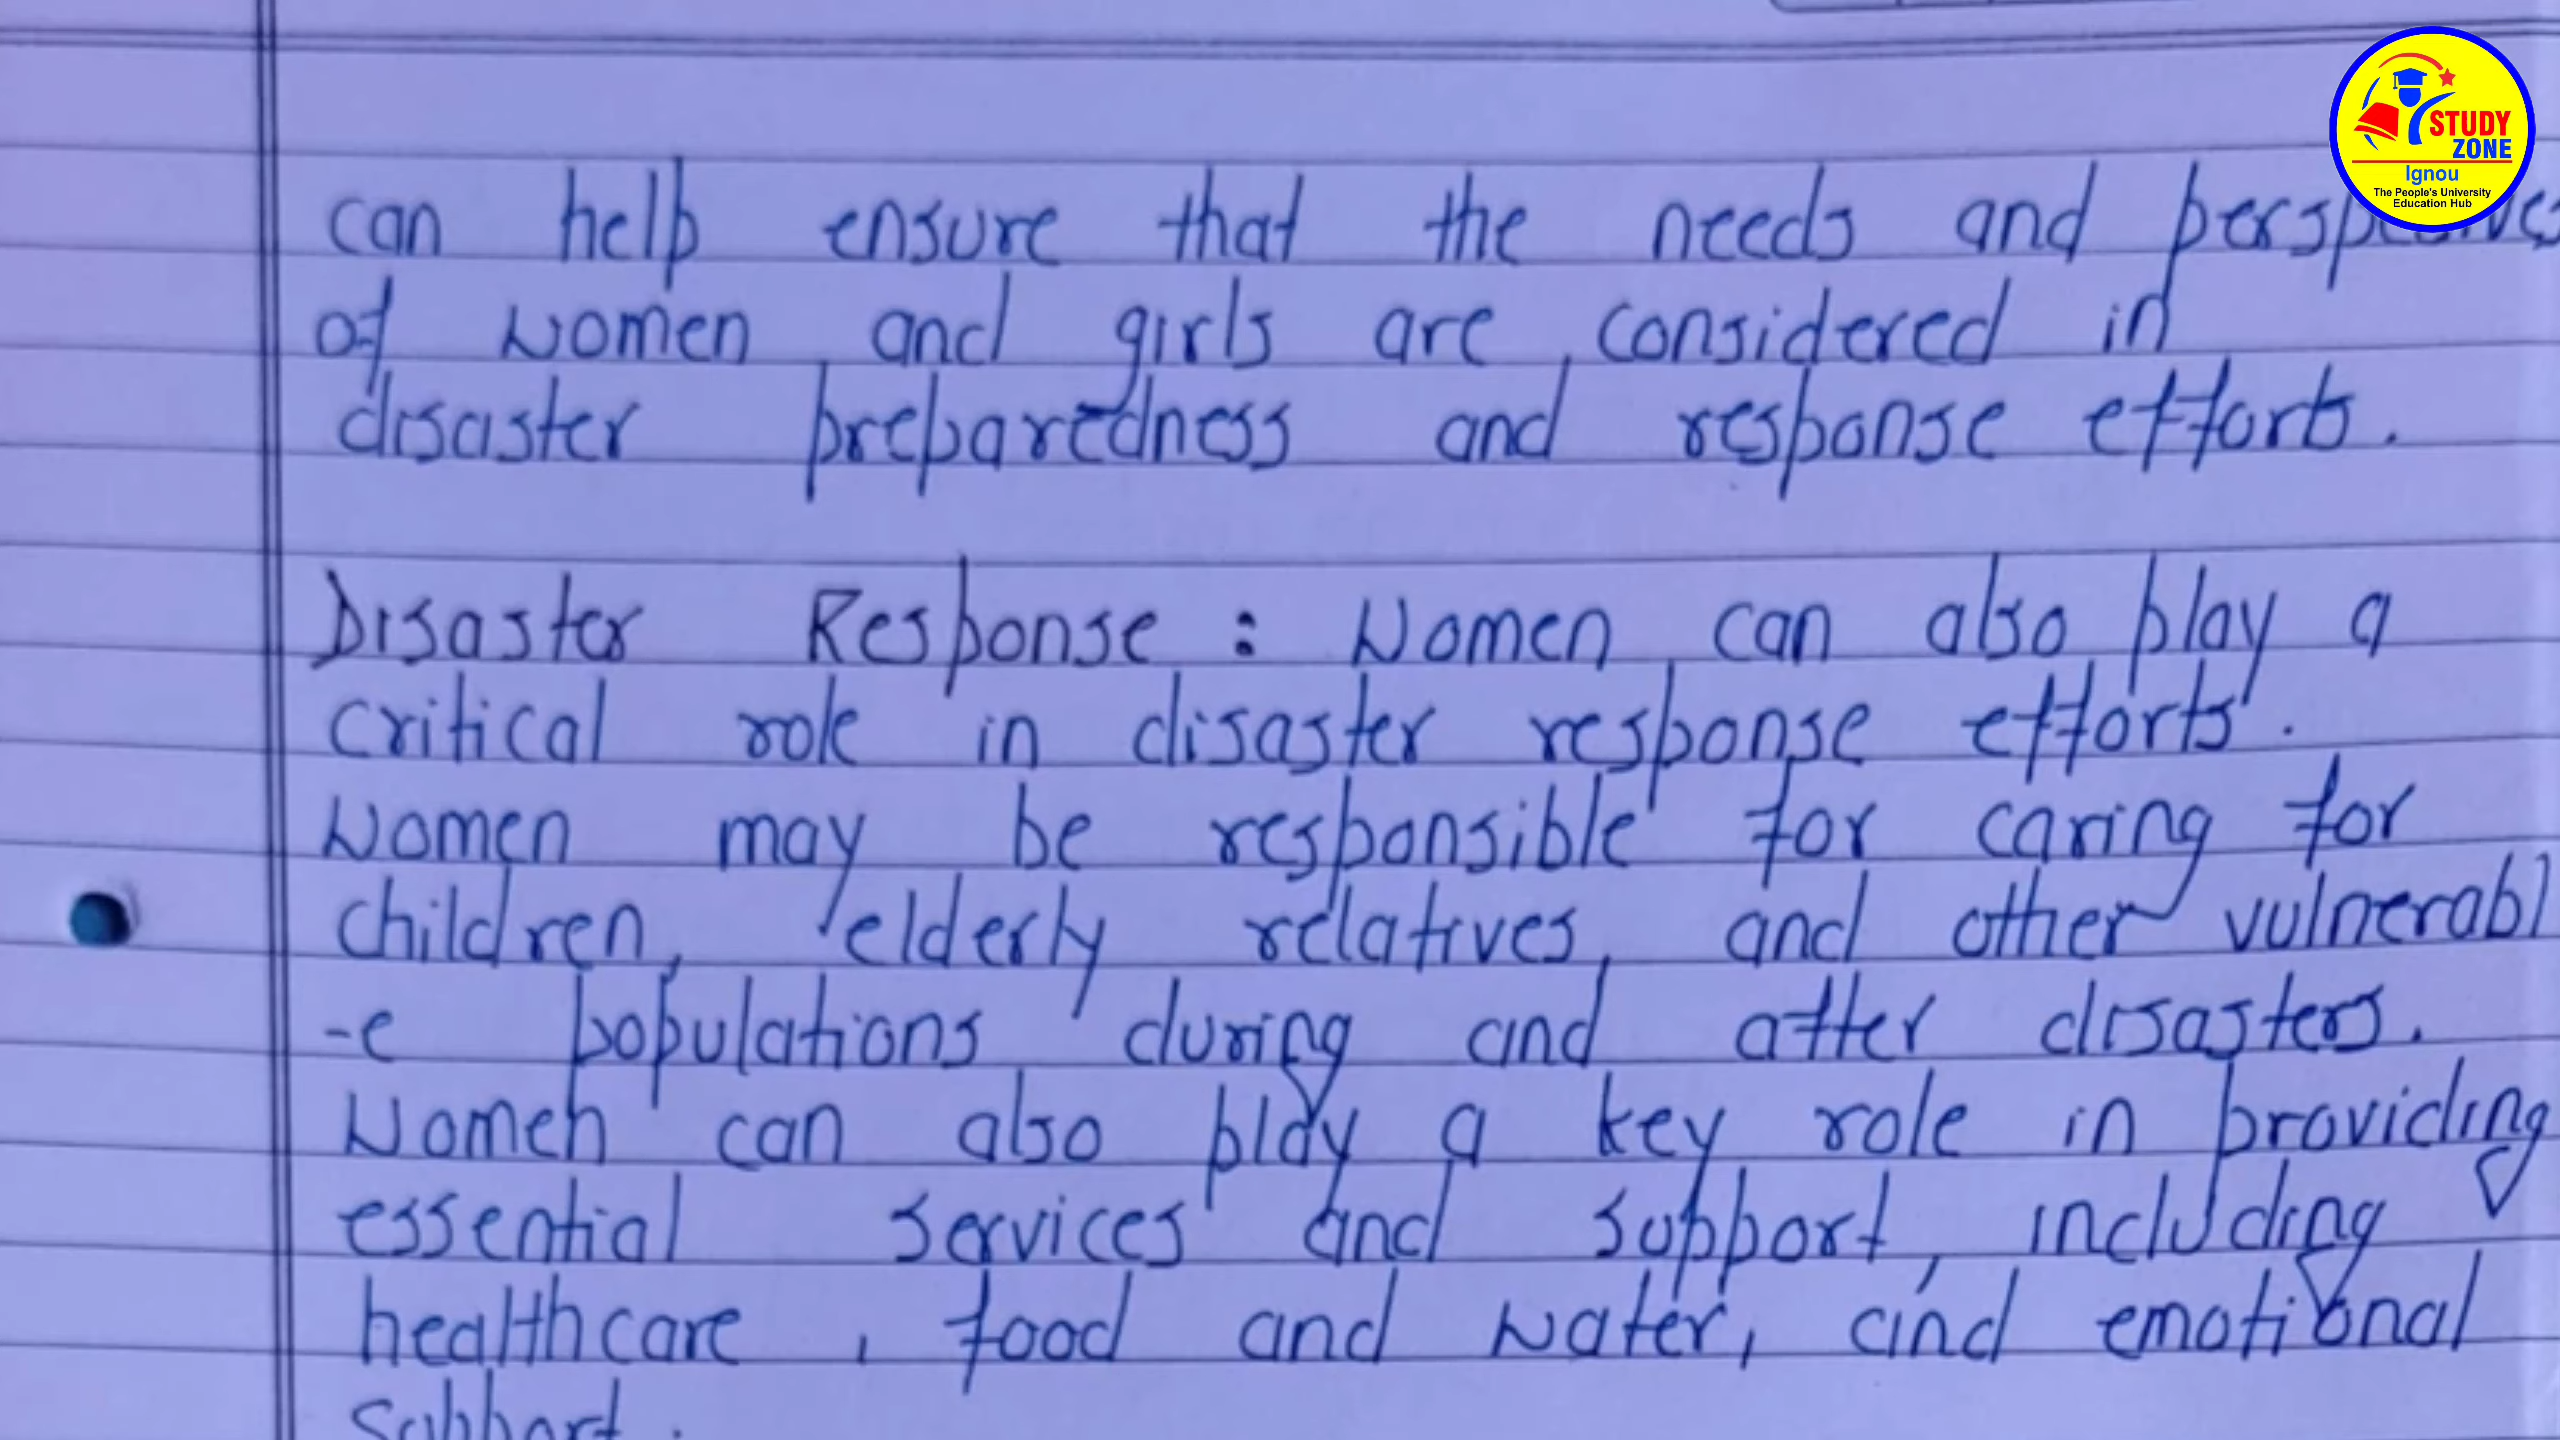 STUDY
ZONE
Ignou
The People's University
Education Hub
can help ensure that the needs and perspectives
of women and girls are considered in
disaster preparedness and response efforts.
Disaster Response : Women can also play a
critical role in disaster response efforts.
Women may be responsible for caring for
children, elderly relatives, and other vulnerabl
-e populations during and after disasters.
Women can also play a key role in providing
essential services and support, including
healthcare, food and water, and emotional
support.